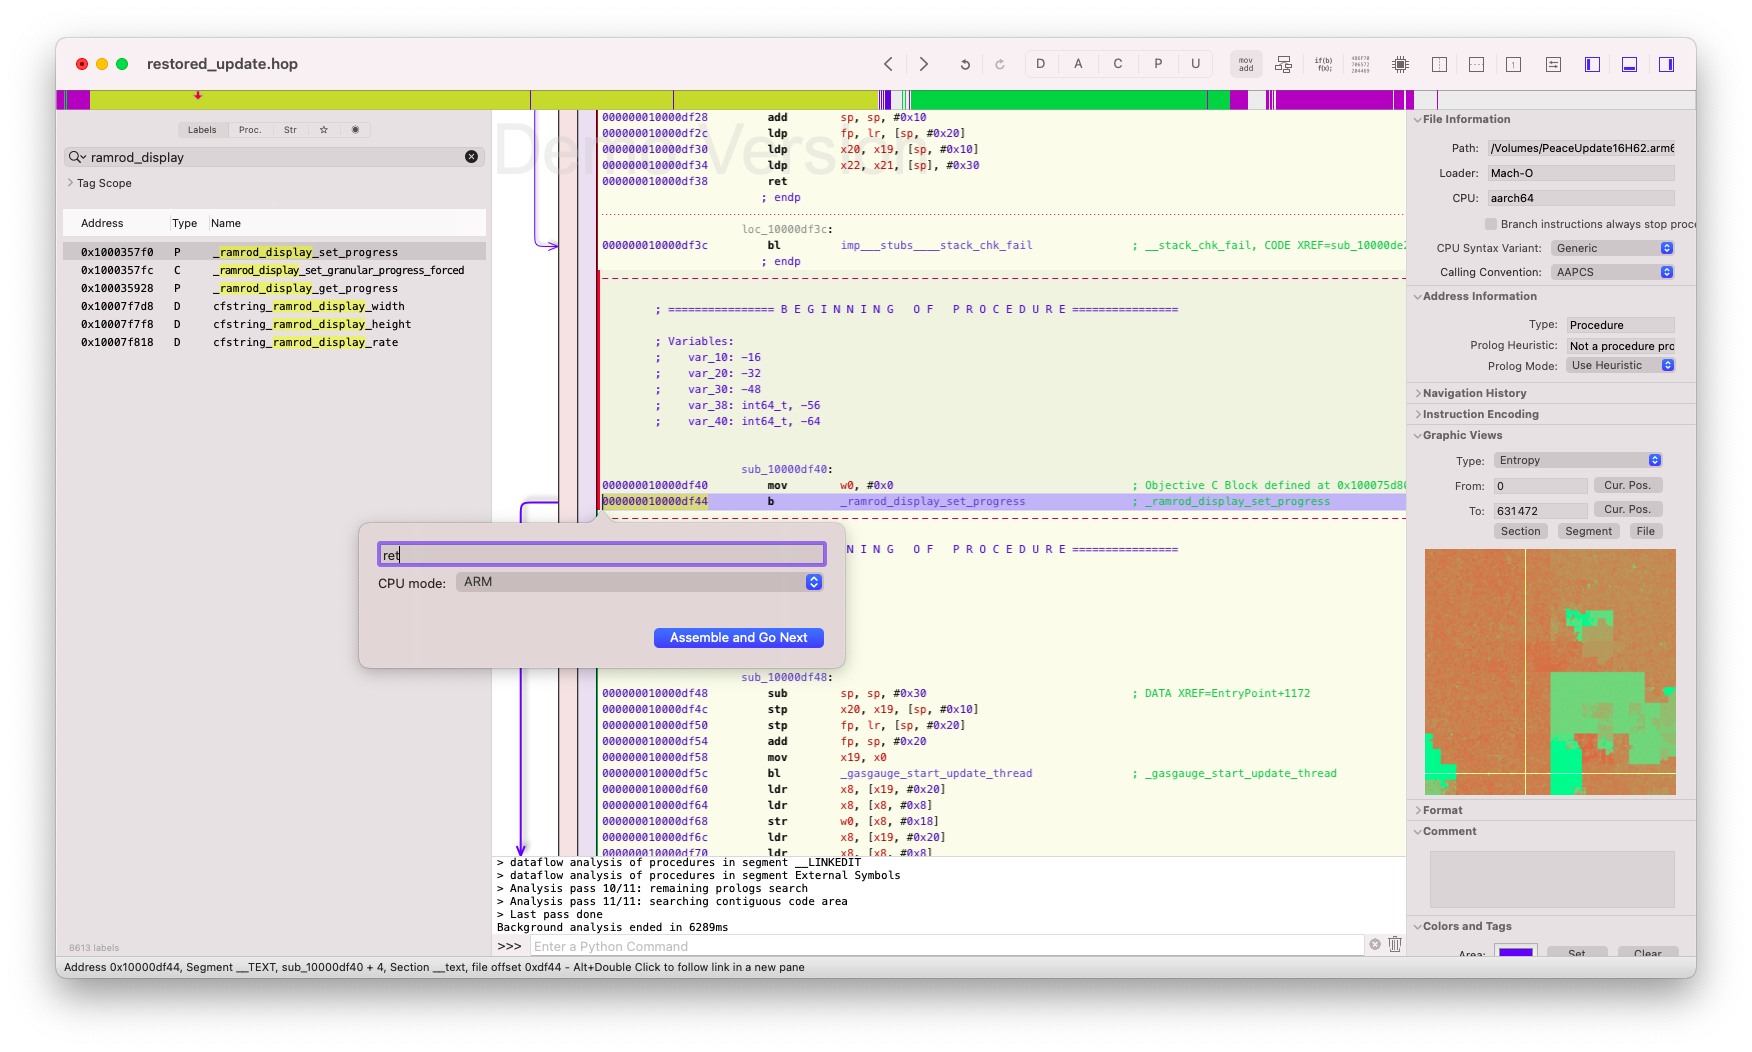 restored_update.hop
D A C P U
mov add
if(b) f(x);
Labels Proc. Str
ramrod_display
Tag Scope
Address Type Name
0x1000357f0 P _ramrod_display_set_progress
0x1000357fc C _ramrod_display_set_granular_progress_forced
0x100035928 P _ramrod_display_get_progress
0x10007f7d8 D cfstring_ramrod_display_width
0x10007f7f8 D cfstring_ramrod_display_height
0x10007f818 D cfstring_ramrod_display_rate
8613 labels
Demo Version
000000010000df28 add sp, sp, #0x10
000000010000df2c ldp fp, lr, [sp, #0x20]
000000010000df30 ldp x20, x19, [sp, #0x10]
000000010000df34 ldp x22, x21, [sp], #0x30
000000010000df38 ret
; endp
loc_10000df3c:
000000010000df3c bl imp___stubs____stack_chk_fail ; __stack_chk_fail, CODE XREF=sub_10000de2
; endp
; ================ B E G I N N I N G O F P R O C E D U R E ================
; Variables:
; var_10: -16
; var_20: -32
; var_30: -48
; var_38: int64_t, -56
; var_40: int64_t, -64
sub_10000df40:
000000010000df40 mov w0, #0x0 ; Objective C Block defined at 0x100075d80
000000010000df44 b _ramrod_display_set_progress ; _ramrod_display_set_progress
N I N G O F P R O C E D U R E ================
ret
CPU mode: ARM
Assemble and Go Next
sub_10000df48:
000000010000df48 sub sp, sp, #0x30 ; DATA XREF=EntryPoint+1172
000000010000df4c stp x20, x19, [sp, #0x10]
000000010000df50 stp fp, lr, [sp, #0x20]
000000010000df54 add fp, sp, #0x20
000000010000df58 mov x19, x0
000000010000df5c bl _gasgauge_start_update_thread ; _gasgauge_start_update_thread
000000010000df60 ldr x8, [x19, #0x20]
000000010000df64 ldr x8, [x8, #0x8]
000000010000df68 str w0, [x8, #0x18]
000000010000df6c ldr x8, [x19, #0x20]
000000010000df70 ldr x8, [x8, #0x8]
> dataflow analysis of procedures in segment __LINKEDIT
> dataflow analysis of procedures in segment External Symbols
> Analysis pass 10/11: remaining prologs search
> Analysis pass 11/11: searching contiguous code area
> Last pass done
Background analysis ended in 6289ms
>>> Enter a Python Command
File Information
Path: /Volumes/PeaceUpdate16H62.arm6
Loader: Mach-O
CPU: aarch64
Branch instructions always stop proce
CPU Syntax Variant: Generic
Calling Convention: AAPCS
Address Information
Type: Procedure
Prolog Heuristic: Not a procedure pro
Prolog Mode: Use Heuristic
Navigation History
Instruction Encoding
Graphic Views
Type: Entropy
From: 0 Cur. Pos.
To: 631472 Cur. Pos.
Section Segment File
Format
Comment
Colors and Tags
Area: Set Clear
Address 0x10000df44, Segment __TEXT, sub_10000df40 + 4, Section __text, file offset 0xdf44 - Alt+Double Click to follow link in a new pane